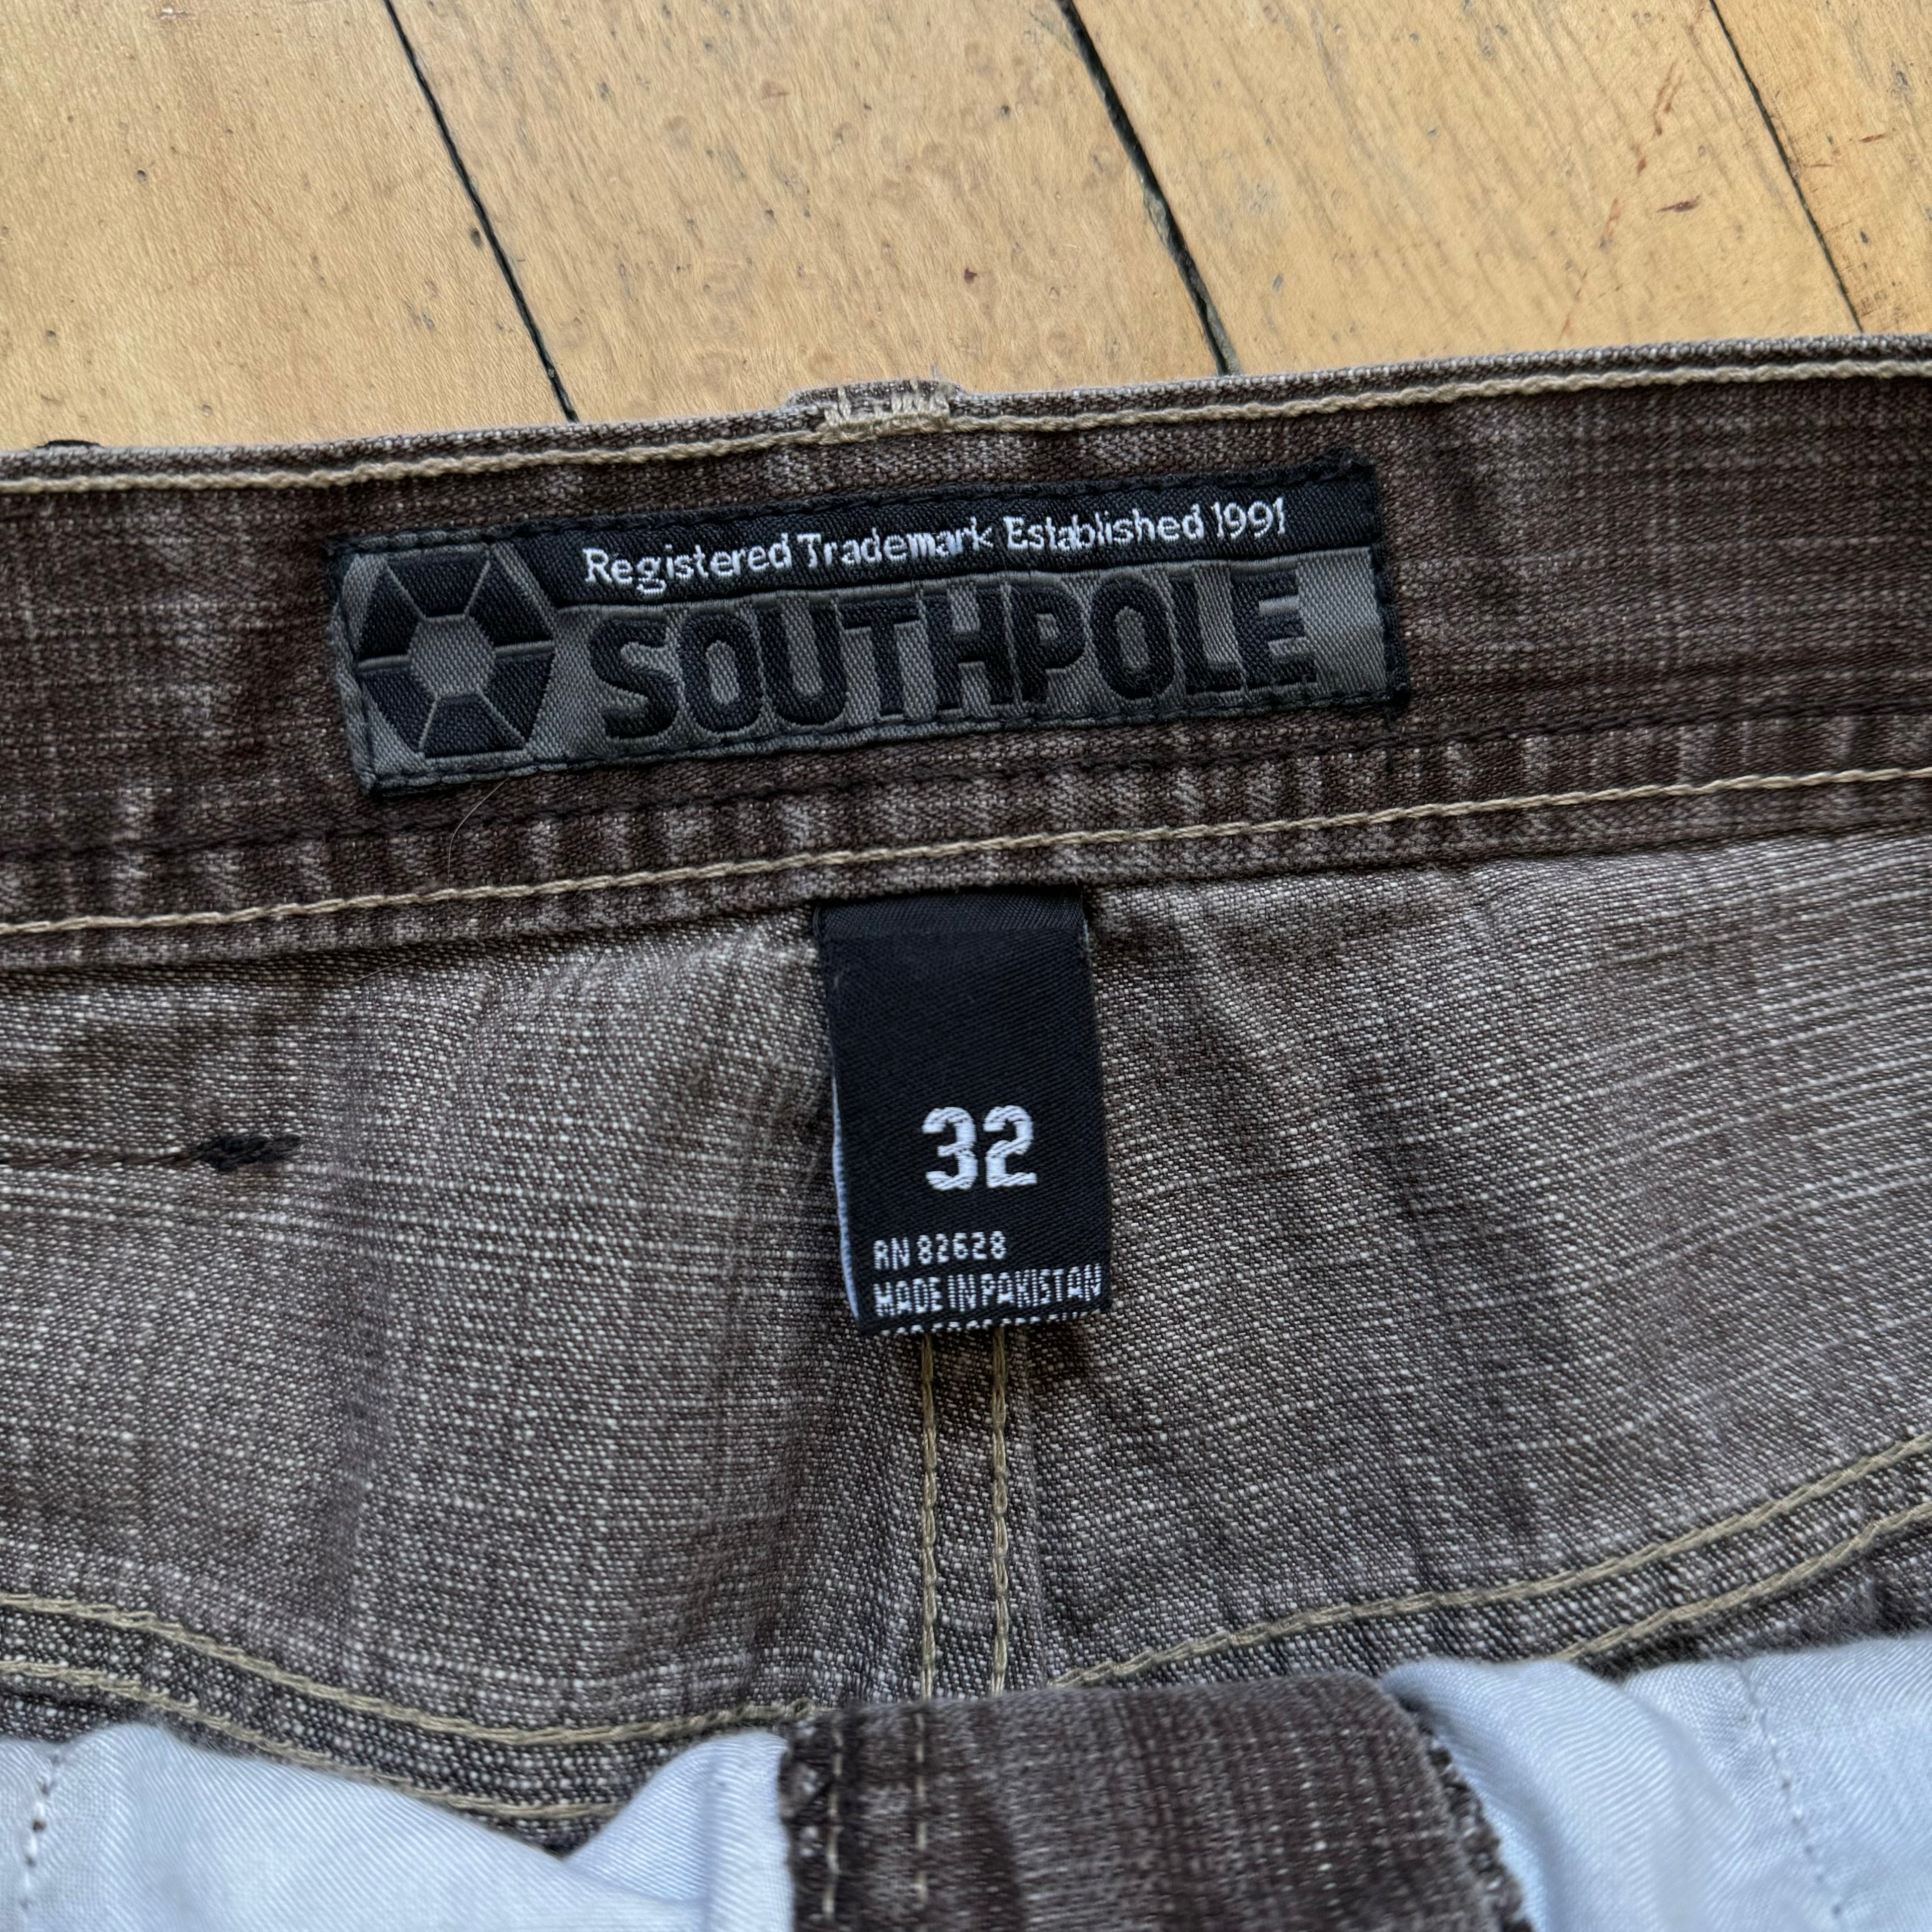 Registered Trademark Established 1991
SOUTHPOLE
32
RN 82628
MADE IN PAKISTAN